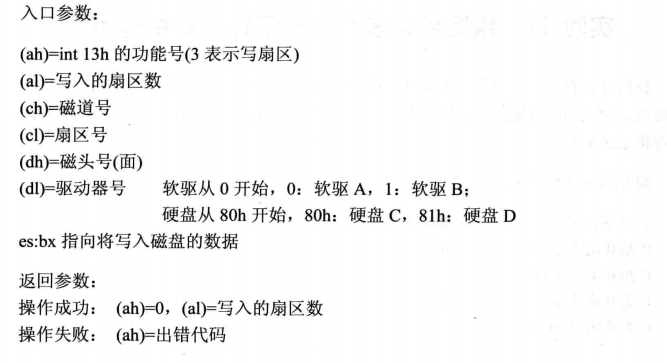 入口参数：
(ah)=int 13h 的功能号(3 表示写扇区)
(al)=写入的扇区数
(ch)=磁道号
(cl)=扇区号
(dh)=磁头号(面)
(dl)=驱动器号 软驱从 0 开始，0：软驱 A，1：软驱 B；
硬盘从 80h 开始，80h：硬盘 C，81h：硬盘 D
es:bx 指向将写入磁盘的数据
返回参数：
操作成功： (ah)=0，(al)=写入的扇区数
操作失败： (ah)=出错代码